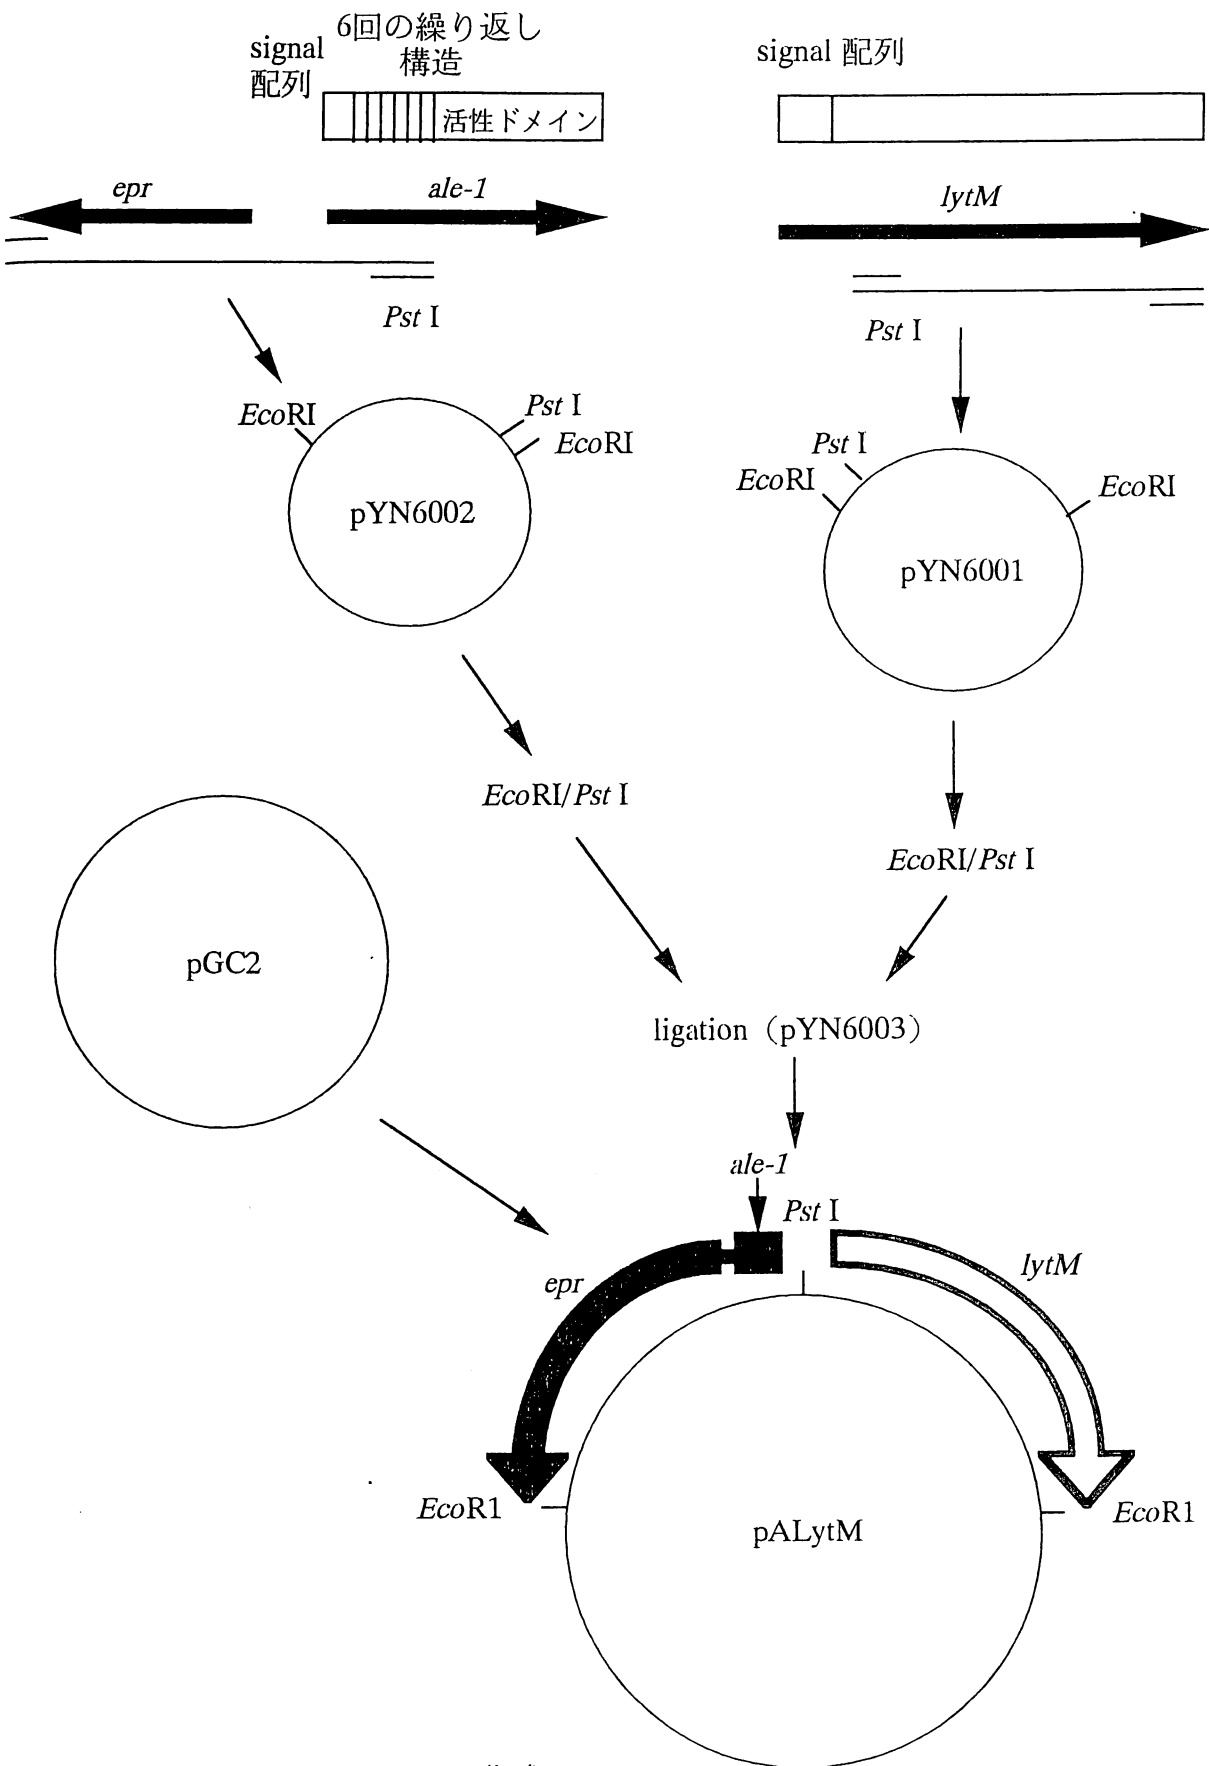 signal
配列
6回の繰り返し
構造
活性ドメイン
signal 配列
epr
ale-1
lytM
Pst I
Pst I
EcoRI
Pst I
EcoRI
pYN6002
Pst I
EcoRI
EcoRI
pYN6001
EcoRI/Pst I
EcoRI/Pst I
pGC2
ligation（pYN6003）
ale-1
Pst I
epr
lytM
EcoR1
EcoR1
pALytM